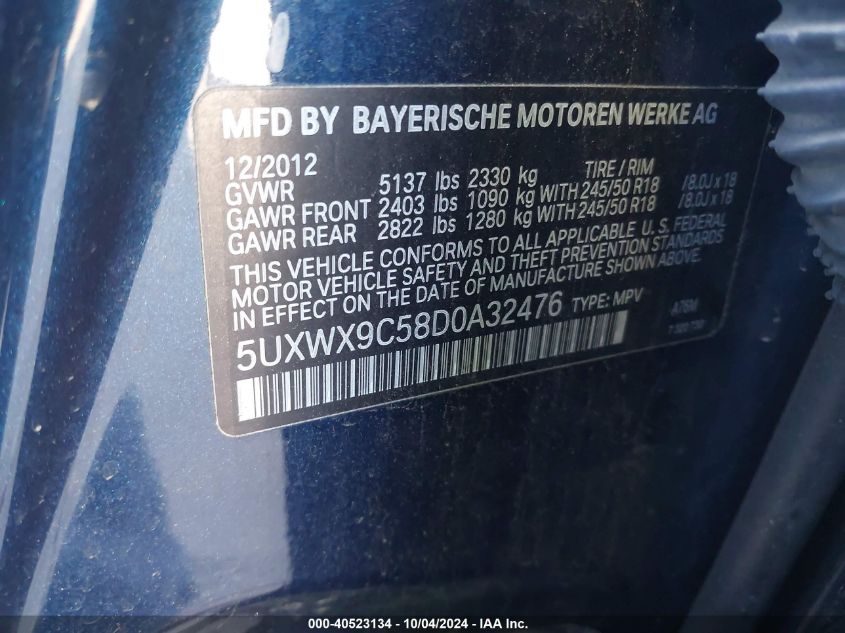 MFD BY BAYERISCHE MOTOREN WERKE AG
12/2012 TIRE / RIM
GVWR 5137 lbs 2330 kg
GAWR FRONT 2403 lbs 1090 kg WITH 245/50 R18 /8.0J x 18
GAWR REAR 2822 lbs 1280 kg WITH 245/50 R18 /8.0J x 18
THIS VEHICLE CONFORMS TO ALL APPLICABLE U. S. FEDERAL
MOTOR VEHICLE SAFETY AND THEFT PREVENTION STANDARDS
IN EFFECT ON THE DATE OF MANUFACTURE SHOWN ABOVE.
5UXWX9C58D0A32476 TYPE: MPV A76M
000-40523134 - 10/04/2024 - IAA Inc.